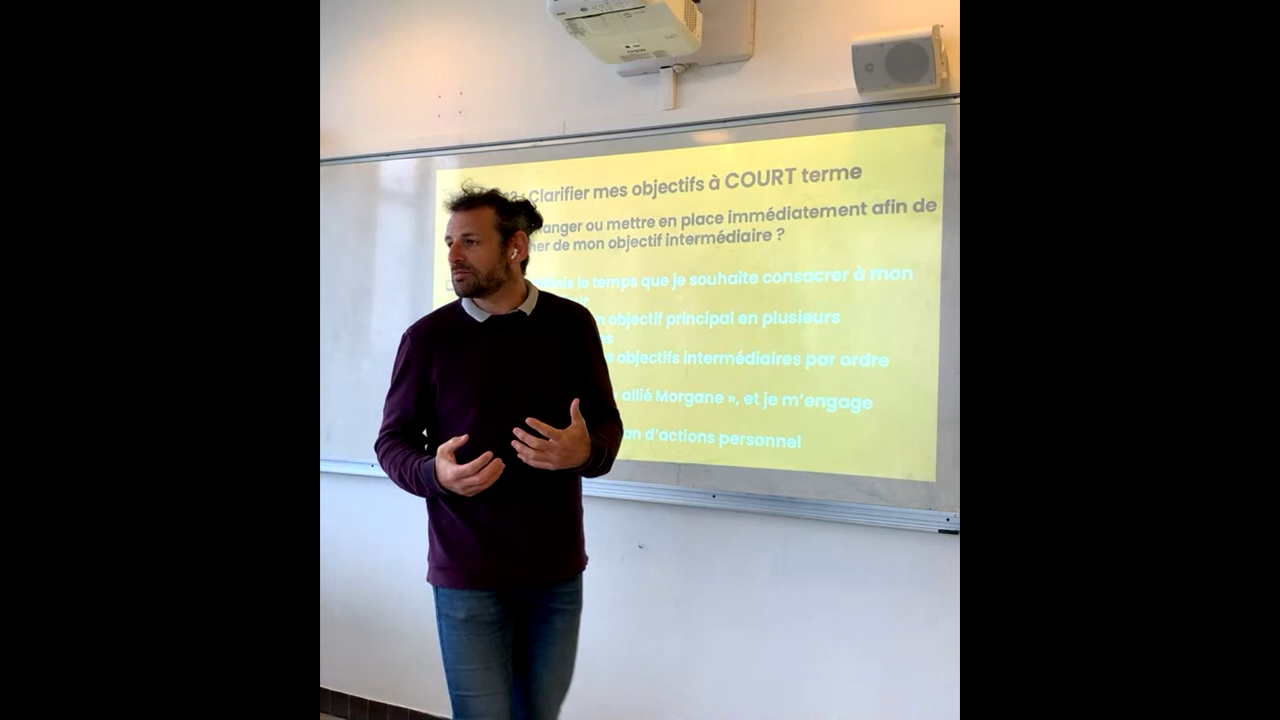 : Clarifier mes objectifs à COURT terme
ou mettre en place immédiatement afin de
de mon objectif intermédiaire ?
le temps que je souhaite consacrer à mon
objectif principal en plusieurs
objectifs intermédiaires par ordre
allié Morgane », et je m'engage
d'actions personnel